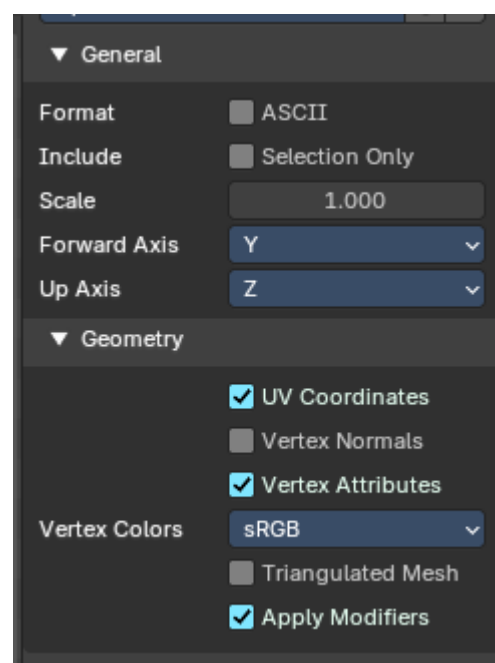 General
Format ASCII
Include Selection Only
Scale 1.000
Forward Axis Y
Up Axis Z
Geometry
UV Coordinates
Vertex Normals
Vertex Attributes
Vertex Colors sRGB
Triangulated Mesh
Apply Modifiers